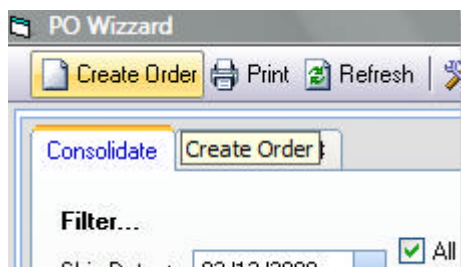 PO Wizzard
Create Order Print Refresh
Consolidate Create Order
Filter...
All